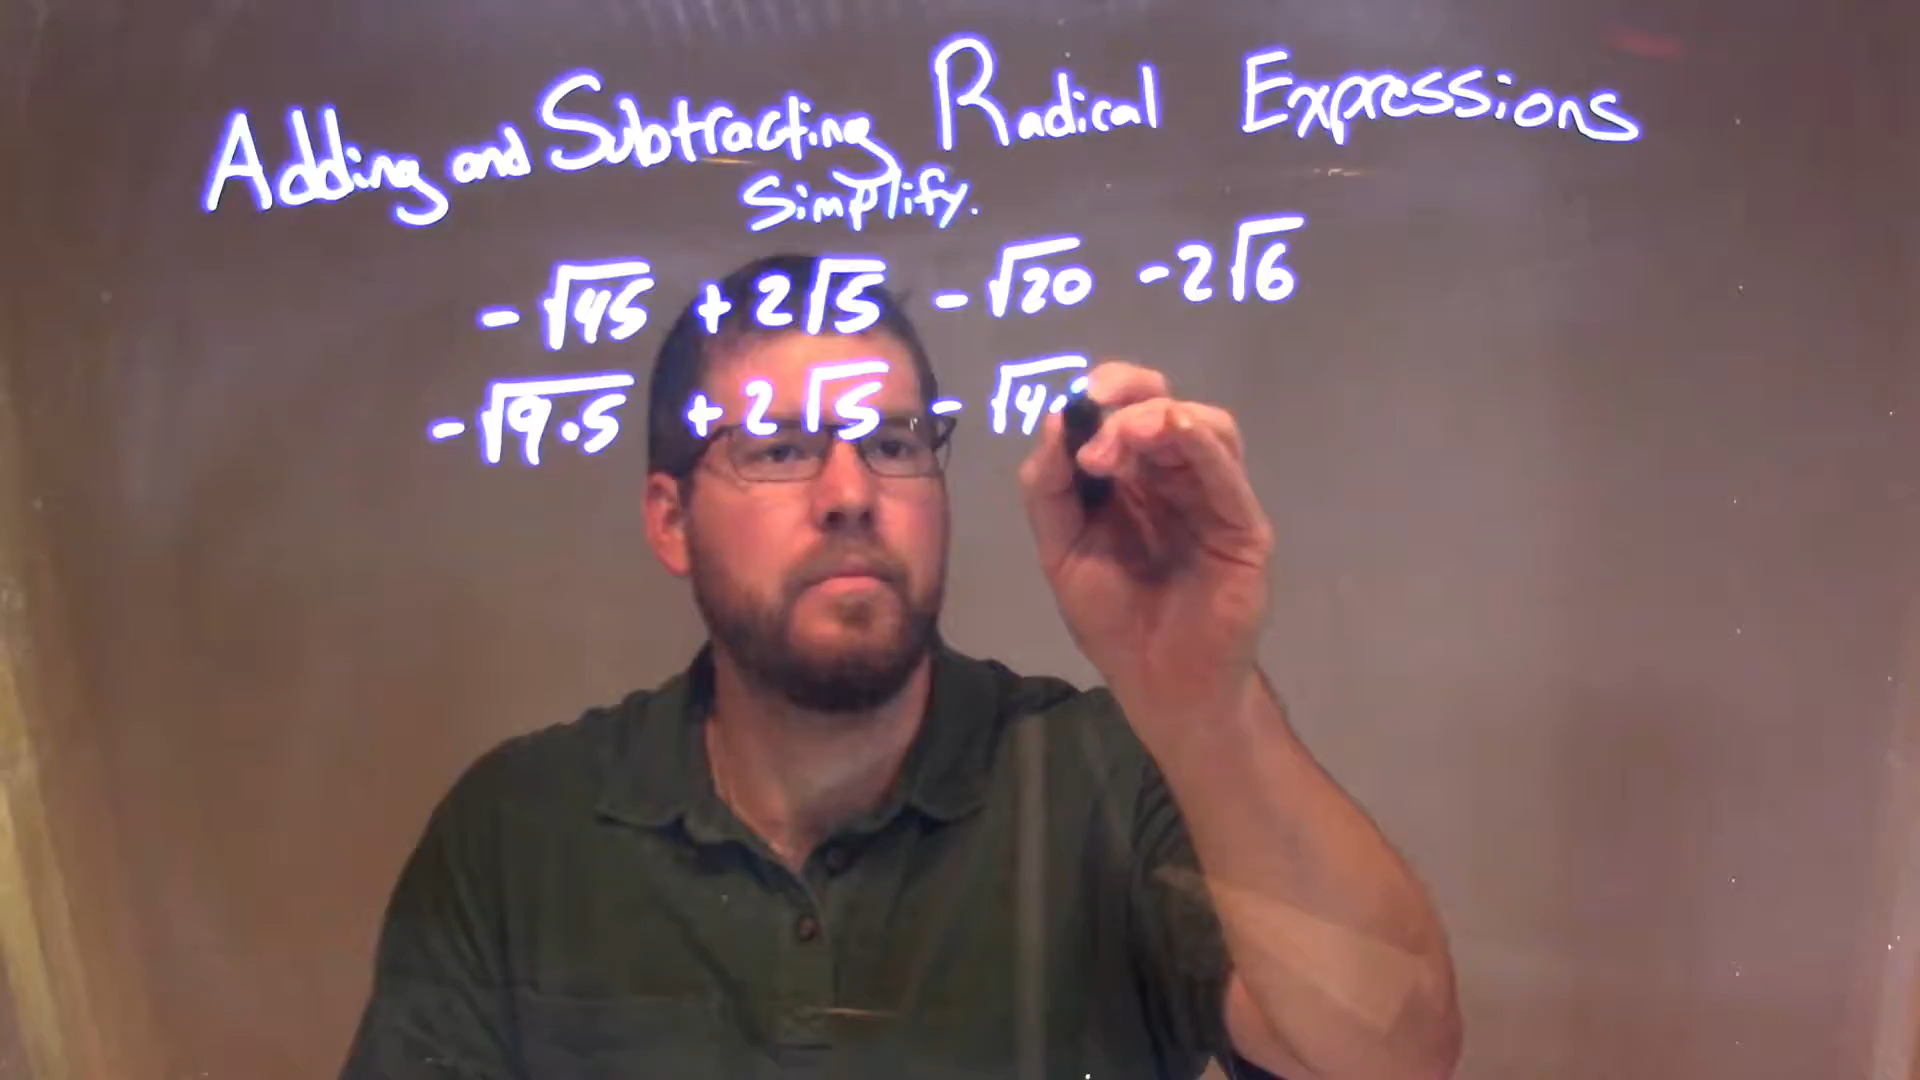 Adding and Subtracting Radical Expressions
Simplify.
-√45 + 2√5 - √20 - 2√6
-√9·5 + 2√5 - √4·